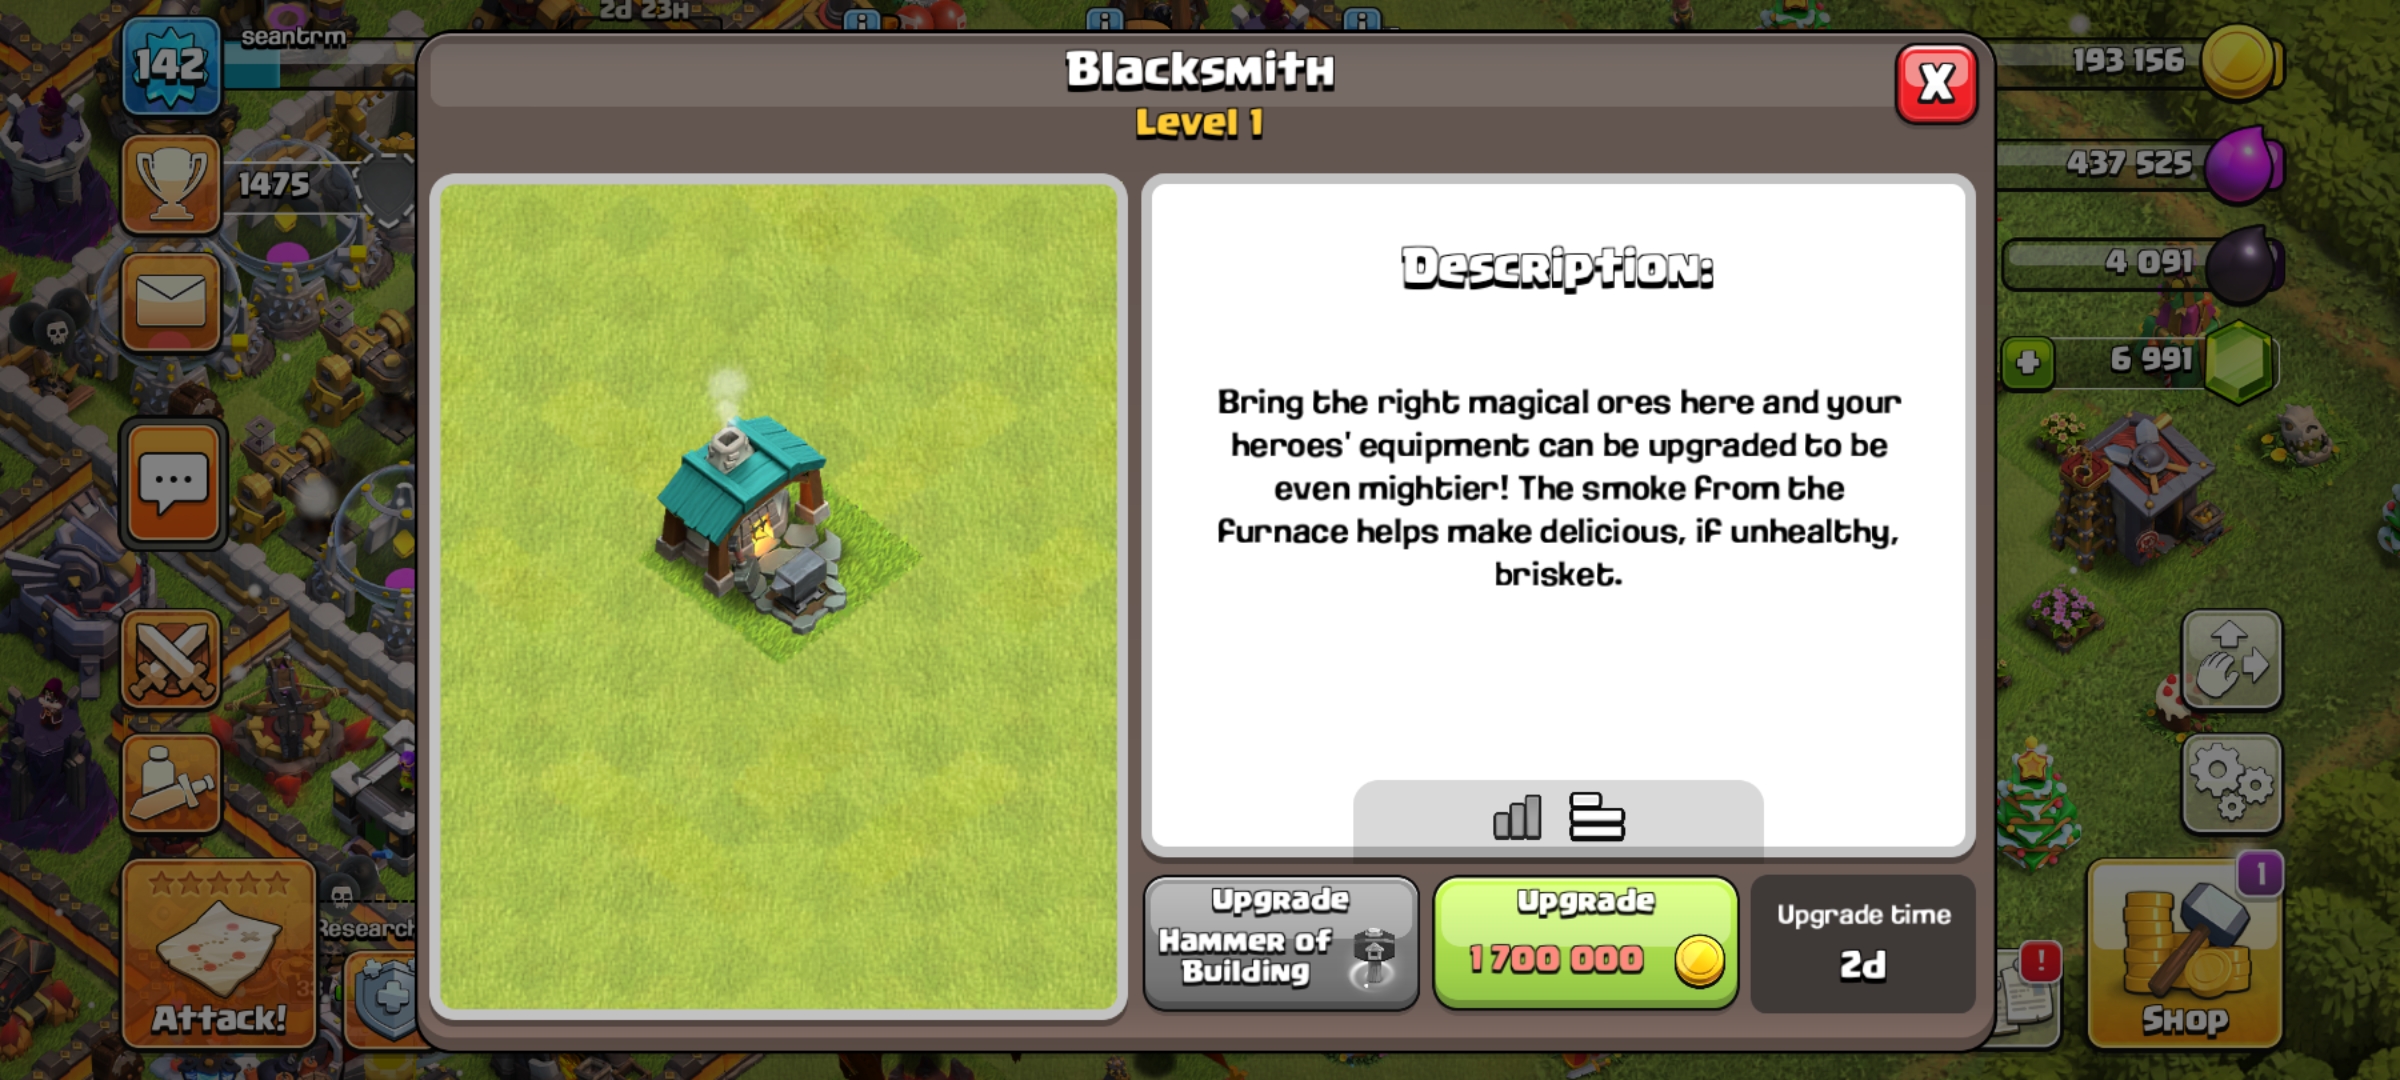 2d 23H
seantrm
142
1475
Blacksmith
Level 1
X
193 156
437 525
4 091
6 991
Description:
Bring the right magical ores here and your
heroes' equipment can be upgraded to be
even mightier! The smoke from the
furnace helps make delicious, if unhealthy,
brisket.
Upgrade
Hammer of
Building
Upgrade
1 700 000
Upgrade time
2d
Research
Attack!
!
1
Shop